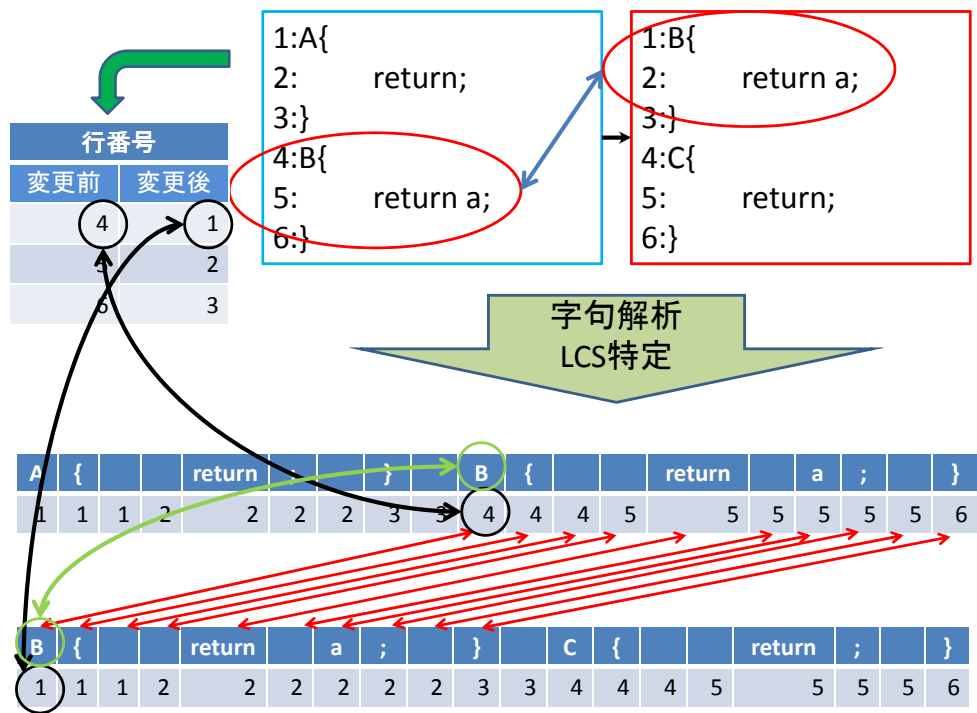 1:A{
2: return;
3:}
4:B{
5: return a;
6:}
1:B{
2: return a;
3:}
4:C{
5: return;
6:}
行番号
変更前 変更後
4 1
5 2
6 3
字句解析
LCS特定
A { return ; } B { return a ; }
1 1 1 2 2 2 2 3 3 4 4 4 5 5 5 5 5 5 6
B { return a ; } C { return ; }
1 1 1 2 2 2 2 2 2 3 3 4 4 4 5 5 5 5 6